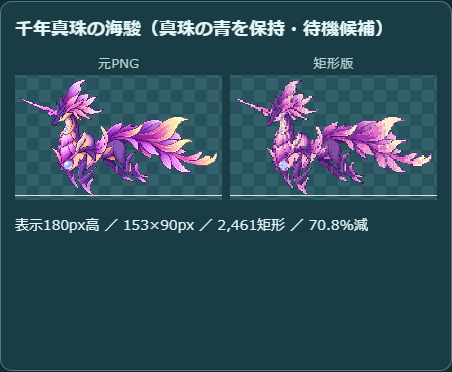 千年真珠の海駿（真珠の青を保持・待機候補）
元PNG
矩形版
表示180px高 ／ 153×90px ／ 2,461矩形 ／ 70.8%減